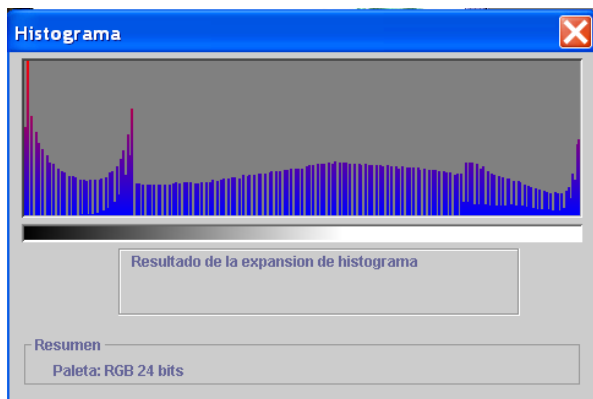 Histograma
Resultado de la expansion de histograma
Resumen
Paleta: RGB 24 bits